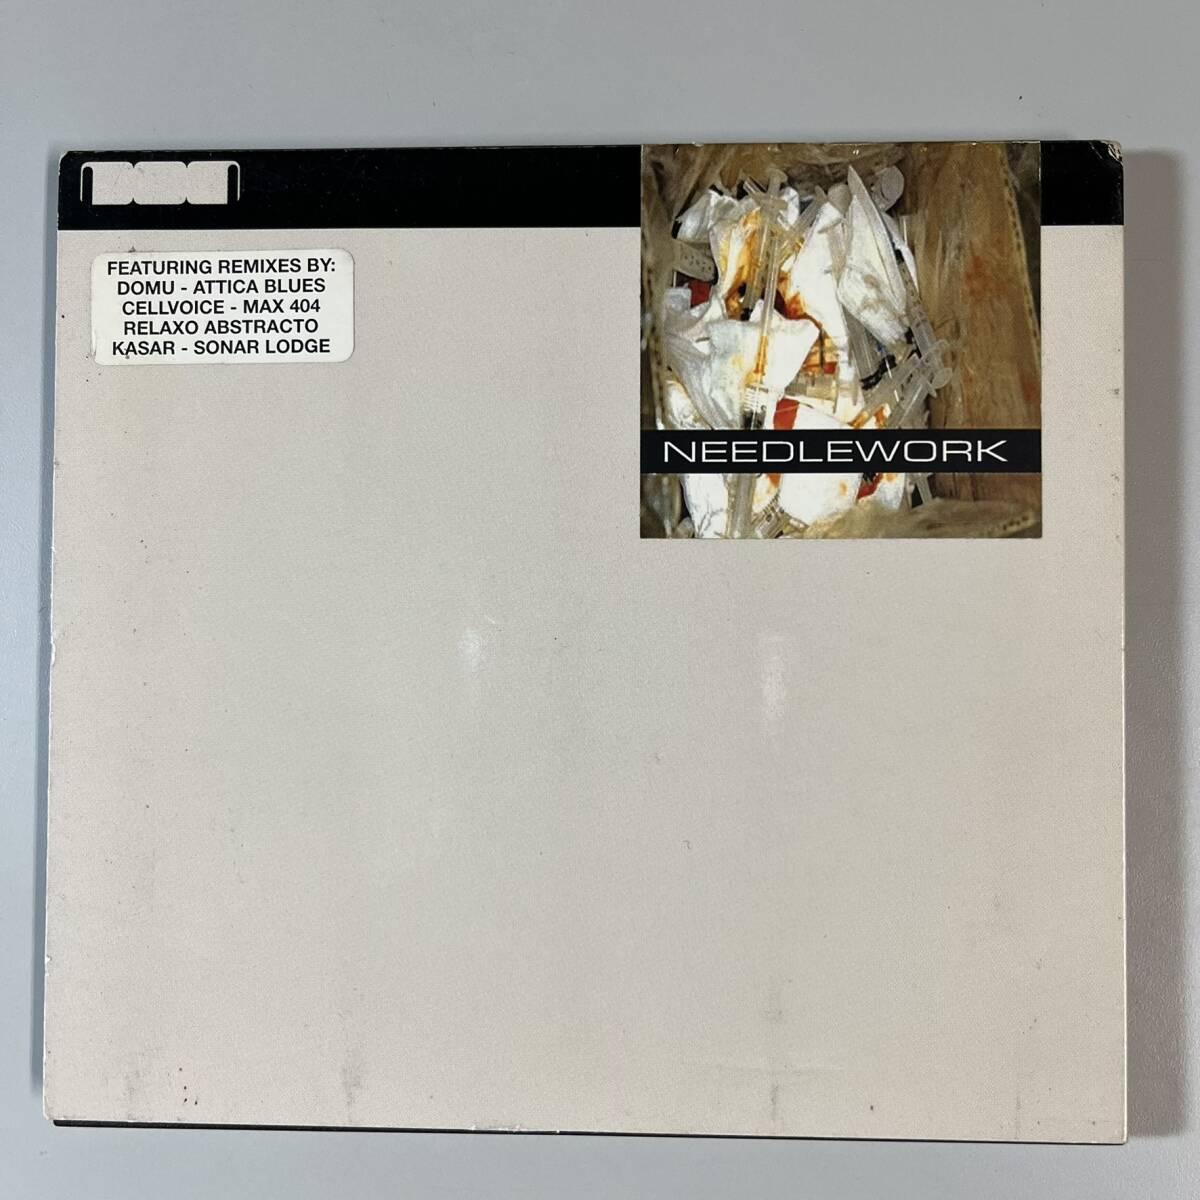 FEATURING REMIXES BY:
DOMU - ATTICA BLUES
CELLVOICE - MAX 404
RELAXO ABSTRACTO
KASAR - SONAR LODGE
NEEDLEWORK